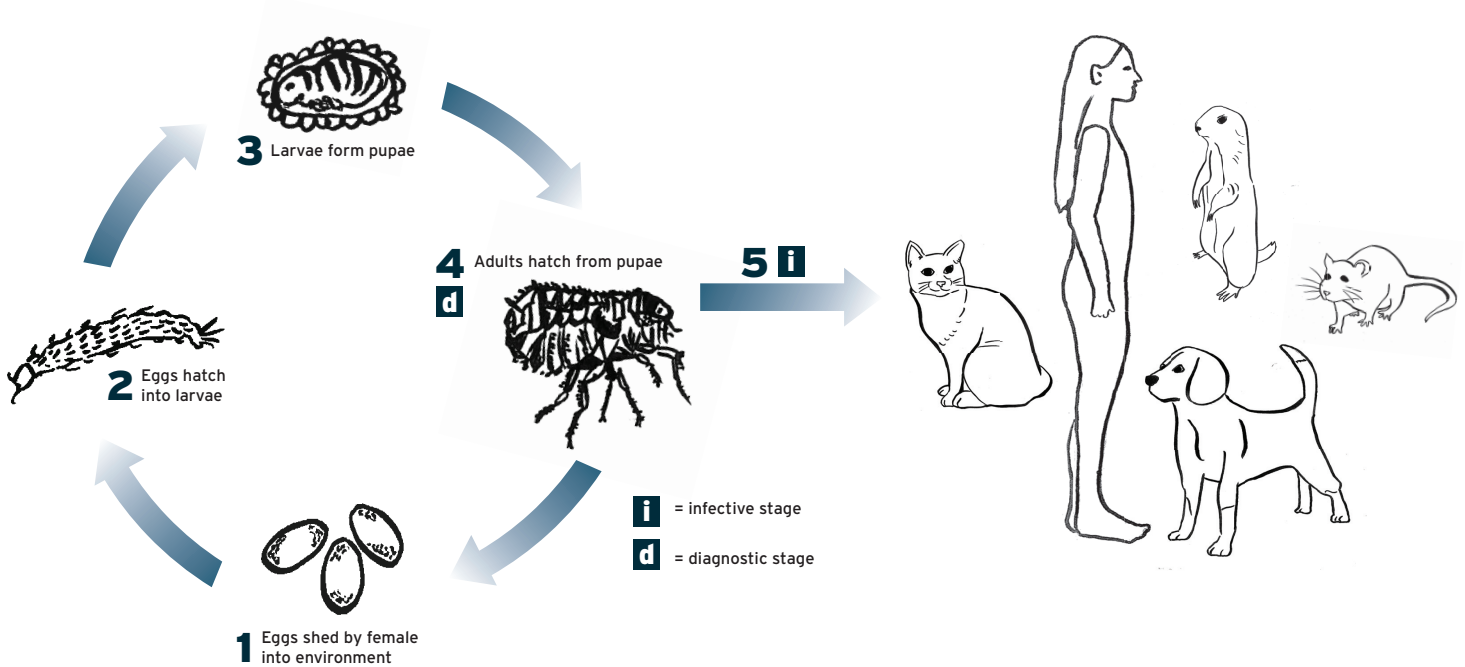 3 Larvae form pupae
4 Adults hatch from pupae
d
5 i
2 Eggs hatch
into larvae
i = infective stage
d = diagnostic stage
1 Eggs shed by female
into environment